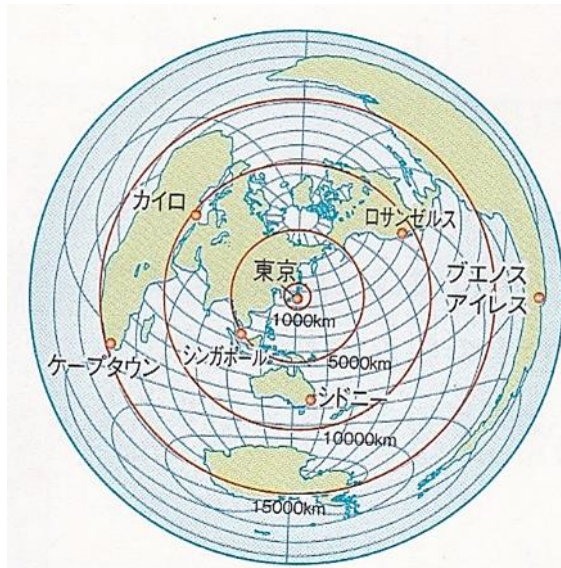 カイロ
ロサンゼルス
東京
ブエノス
アイレス
1000km
ケープタウン
シンガポール
5000km
シドニー
10000km
15000km